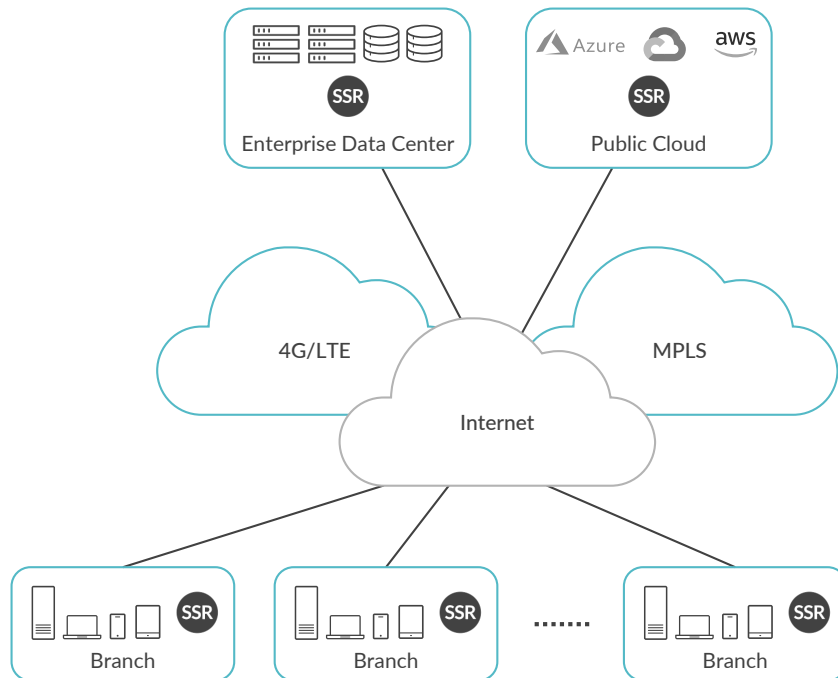 Azure
aws
SSR
SSR
Enterprise Data Center
Public Cloud
4G/LTE
MPLS
Internet
SSR
SSR
SSR
Branch
Branch
Branch